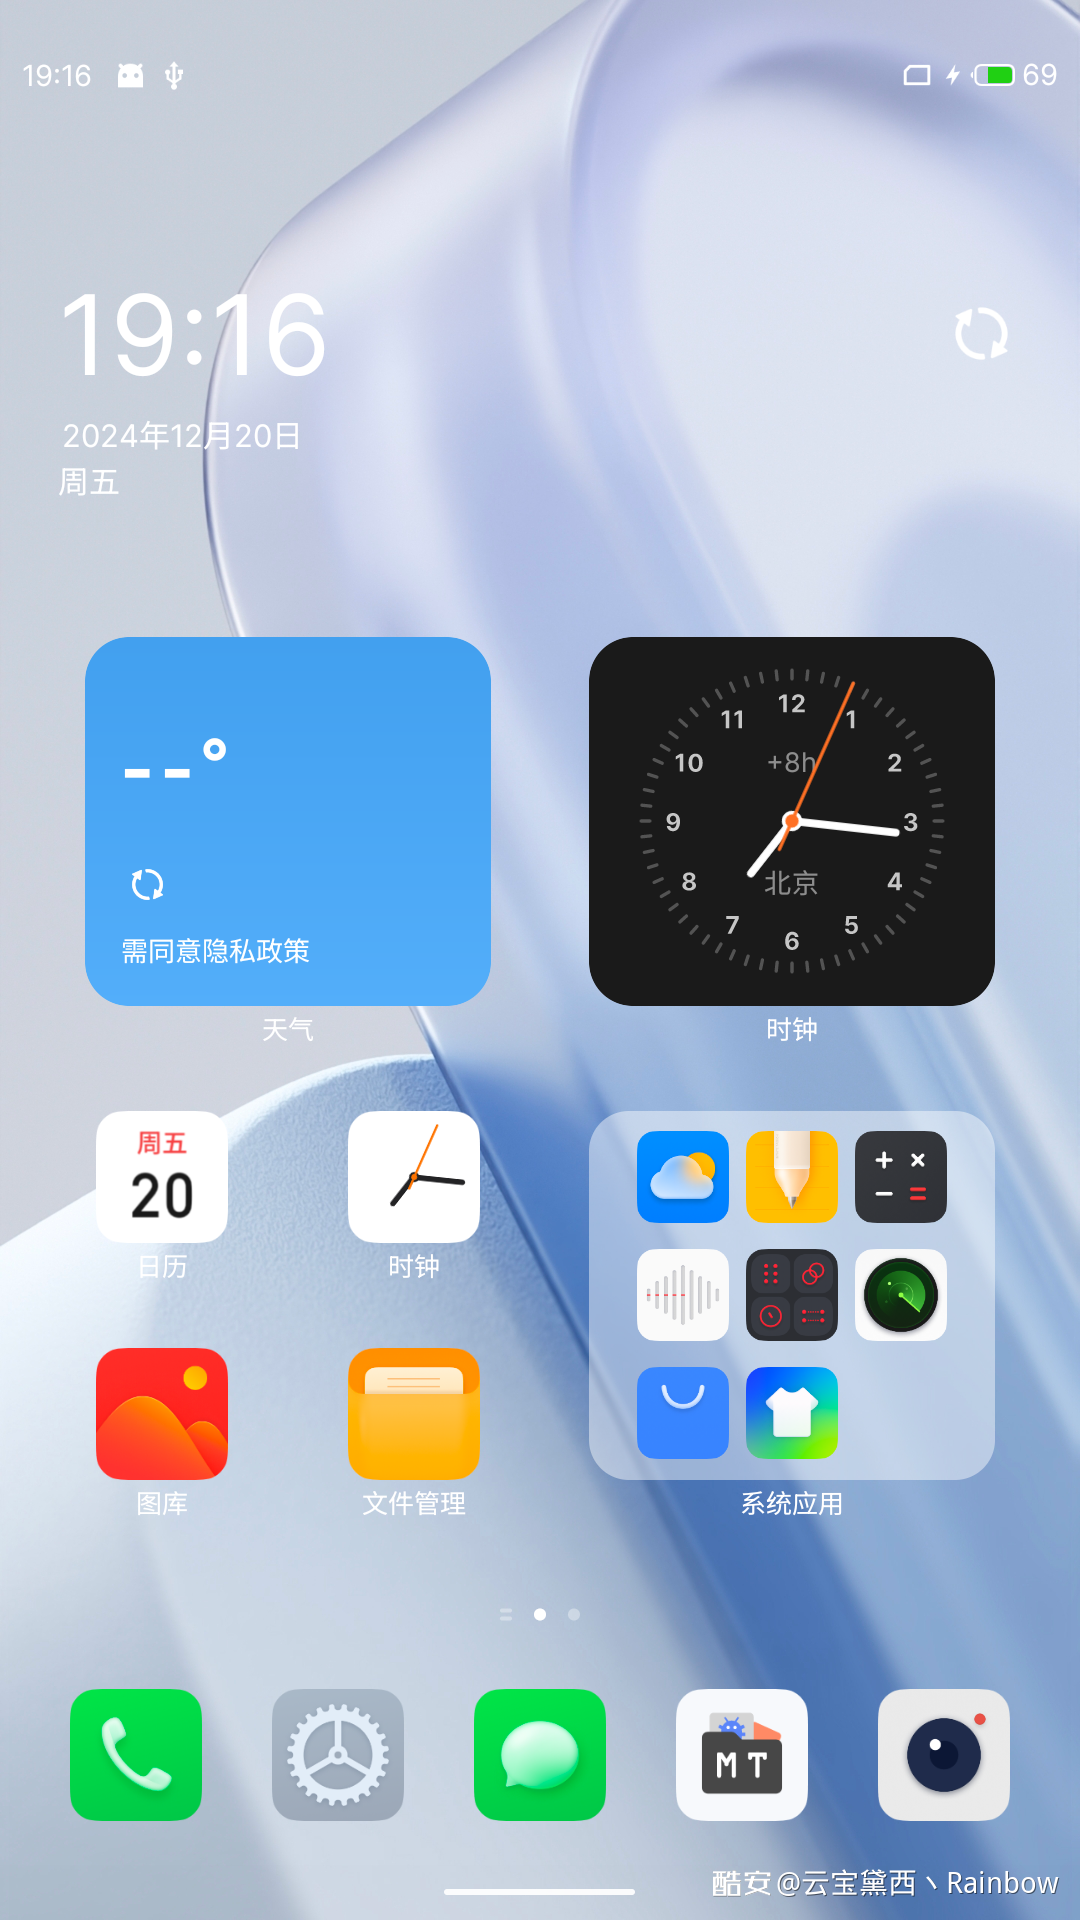 19:16
69
19:16
2024年12月20日
周五
--°
需同意隐私政策
天气
12
11
1
10
+8h
2
9
3
8
北京
4
7
5
6
时钟
周五
20
日历
时钟
图库
文件管理
系统应用
MT
酷安 @云宝黛西丶Rainbow